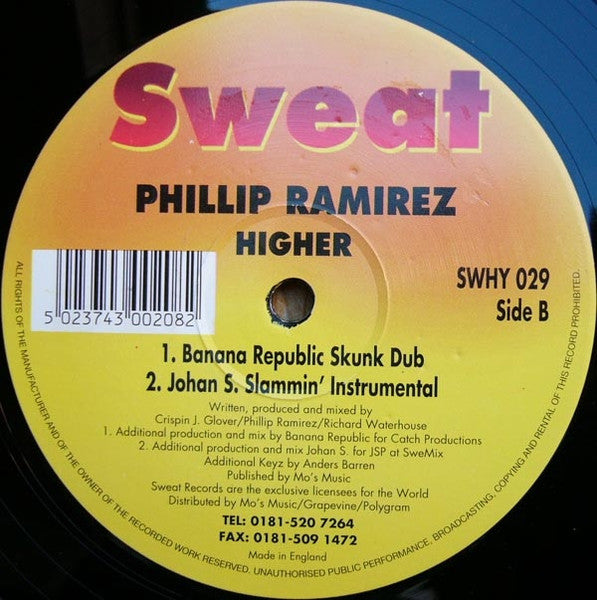 Sweat
PHILLIP RAMIREZ
HIGHER
SWHY 029
Side B
5 023743 002082
1. Banana Republic Skunk Dub
2. Johan S. Slammin' Instrumental
Written, produced and mixed by
Crispin J. Glover/Phillip Ramirez/Richard Waterhouse
1. Additional production and mix by Banana Republic for Catch Productions
2. Additional production and mix Johan S. for JSP at SweMix
Additional Keyz by Anders Barren
Published by Mo's Music
Sweat Records are the exclusive licensees for the World
Distributed by Mo's Music/Grapevine/Polygram
TEL: 0181-520 7264
FAX: 0181-509 1472
Made in England
ALL RIGHTS OF THE MANUFACTURER AND OF THE OWNER OF THE RECORDED WORK RESERVED. UNAUTHORISED PUBLIC PERFORMANCE, BROADCASTING, COPYING AND RENTAL OF THIS RECORD PROHIBITED.